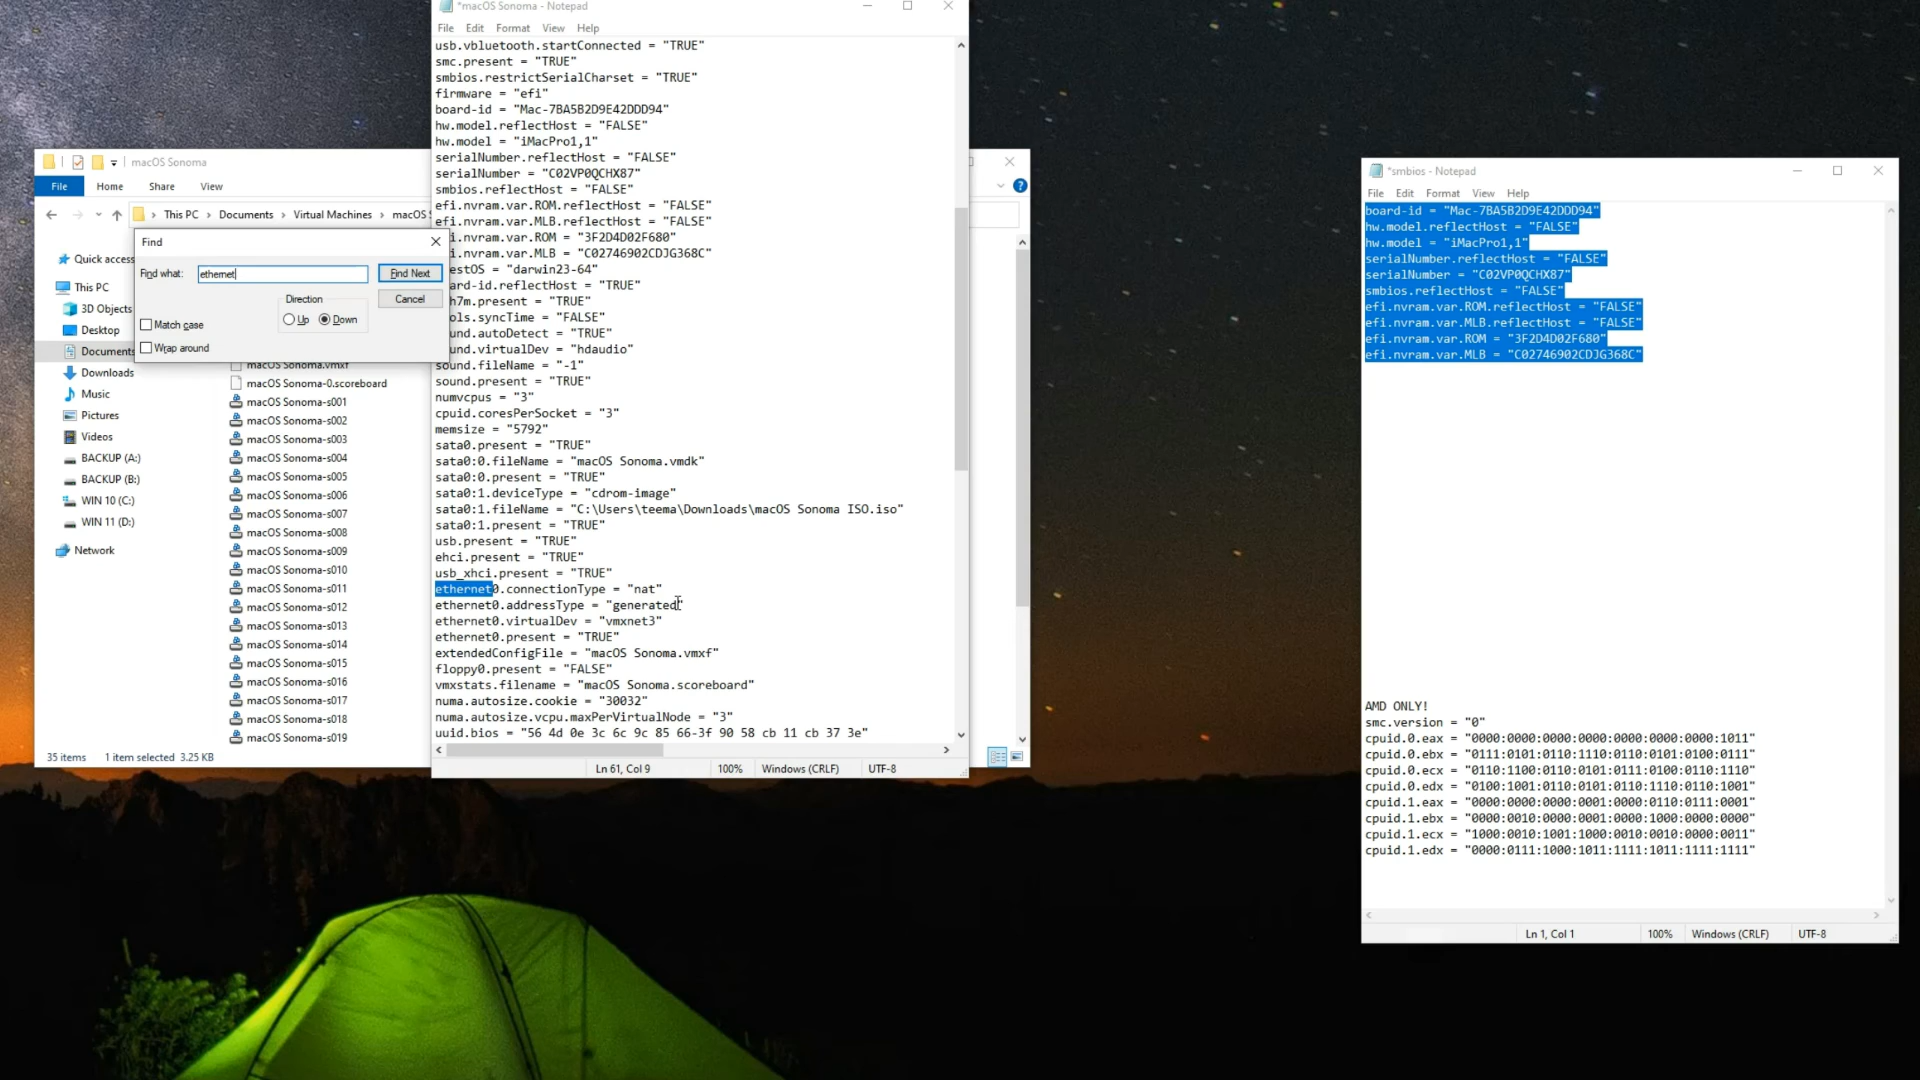 *macOS Sonoma - Notepad
File Edit Format View Help
usb.vbluetooth.startConnected = "TRUE"
smc.present = "TRUE"
smbios.restrictSerialCharset = "TRUE"
firmware = "efi"
board-id = "Mac-7BA5B2D9E42DDD94"
hw.model.reflectHost = "FALSE"
hw.model = "iMacPro1,1"
serialNumber.reflectHost = "FALSE"
serialNumber = "C02VP0QCHX87"
smbios.reflectHost = "FALSE"
efi.nvram.var.ROM.reflectHost = "FALSE"
efi.nvram.var.MLB.reflectHost = "FALSE"
i.nvram.var.ROM = "3F2D4D02F680"
i.nvram.var.MLB = "C02746902CDJG368C"
estOS = "darwin23-64"
ard-id.reflectHost = "TRUE"
h7m.present = "TRUE"
ols.syncTime = "FALSE"
und.autoDetect = "TRUE"
und.virtualDev = "hdaudio"
sound.fileName = "-1"
sound.present = "TRUE"
numvcpus = "3"
cpuid.coresPerSocket = "3"
memsize = "5792"
sata0.present = "TRUE"
sata0:0.fileName = "macOS Sonoma.vmdk"
sata0:0.present = "TRUE"
sata0:1.deviceType = "cdrom-image"
sata0:1.fileName = "C:\Users\teema\Downloads\macOS Sonoma ISO.iso"
sata0:1.present = "TRUE"
usb.present = "TRUE"
ehci.present = "TRUE"
usb_xhci.present = "TRUE"
ethernet0.connectionType = "nat"
ethernet0.addressType = "generated"
ethernet0.virtualDev = "vmxnet3"
ethernet0.present = "TRUE"
extendedConfigFile = "macOS Sonoma.vmxf"
floppy0.present = "FALSE"
vmxstats.filename = "macOS Sonoma.scoreboard"
numa.autosize.cookie = "30032"
numa.autosize.vcpu.maxPerVirtualNode = "3"
uuid.bios = "56 4d 0e 3c 6c 9c 85 66-3f 90 58 cb 11 cb 37 3e"
Ln 61, Col 9 100% Windows (CRLF) UTF-8
macOS Sonoma
File Home Share View
This PC Documents Virtual Machines macOS S
Find
Find what: ethernet Find Next
Direction Cancel
Match case Up Down
Wrap around
Quick access
This PC
3D Objects
Desktop
Documents
Downloads
Music
Pictures
Videos
BACKUP (A:)
BACKUP (B:)
WIN 10 (C:)
WIN 11 (D:)
Network
macOS Sonoma.vmxf
macOS Sonoma-0.scoreboard
macOS Sonoma-s001
macOS Sonoma-s002
macOS Sonoma-s003
macOS Sonoma-s004
macOS Sonoma-s005
macOS Sonoma-s006
macOS Sonoma-s007
macOS Sonoma-s008
macOS Sonoma-s009
macOS Sonoma-s010
macOS Sonoma-s011
macOS Sonoma-s012
macOS Sonoma-s013
macOS Sonoma-s014
macOS Sonoma-s015
macOS Sonoma-s016
macOS Sonoma-s017
macOS Sonoma-s018
macOS Sonoma-s019
35 items 1 item selected 3.25 KB
*smbios - Notepad
File Edit Format View Help
board-id = "Mac-7BA5B2D9E42DDD94"
hw.model.reflectHost = "FALSE"
hw.model = "iMacPro1,1"
serialNumber.reflectHost = "FALSE"
serialNumber = "C02VP0QCHX87"
smbios.reflectHost = "FALSE"
efi.nvram.var.ROM.reflectHost = "FALSE"
efi.nvram.var.MLB.reflectHost = "FALSE"
efi.nvram.var.ROM = "3F2D4D02F680"
efi.nvram.var.MLB = "C02746902CDJG368C"
AMD ONLY!
smc.version = "0"
cpuid.0.eax = "0000:0000:0000:0000:0000:0000:0000:1011"
cpuid.0.ebx = "0111:0101:0110:1110:0110:0101:0100:0111"
cpuid.0.ecx = "0110:1100:0110:0101:0111:0100:0110:1110"
cpuid.0.edx = "0100:1001:0110:0101:0110:1110:0110:1001"
cpuid.1.eax = "0000:0000:0000:0001:0000:0110:0111:0001"
cpuid.1.ebx = "0000:0010:0000:0001:0000:1000:0000:0000"
cpuid.1.ecx = "1000:0010:1001:1000:0010:0010:0000:0011"
cpuid.1.edx = "0000:0111:1000:1011:1111:1011:1111:1111"
Ln 1, Col 1 100% Windows (CRLF) UTF-8